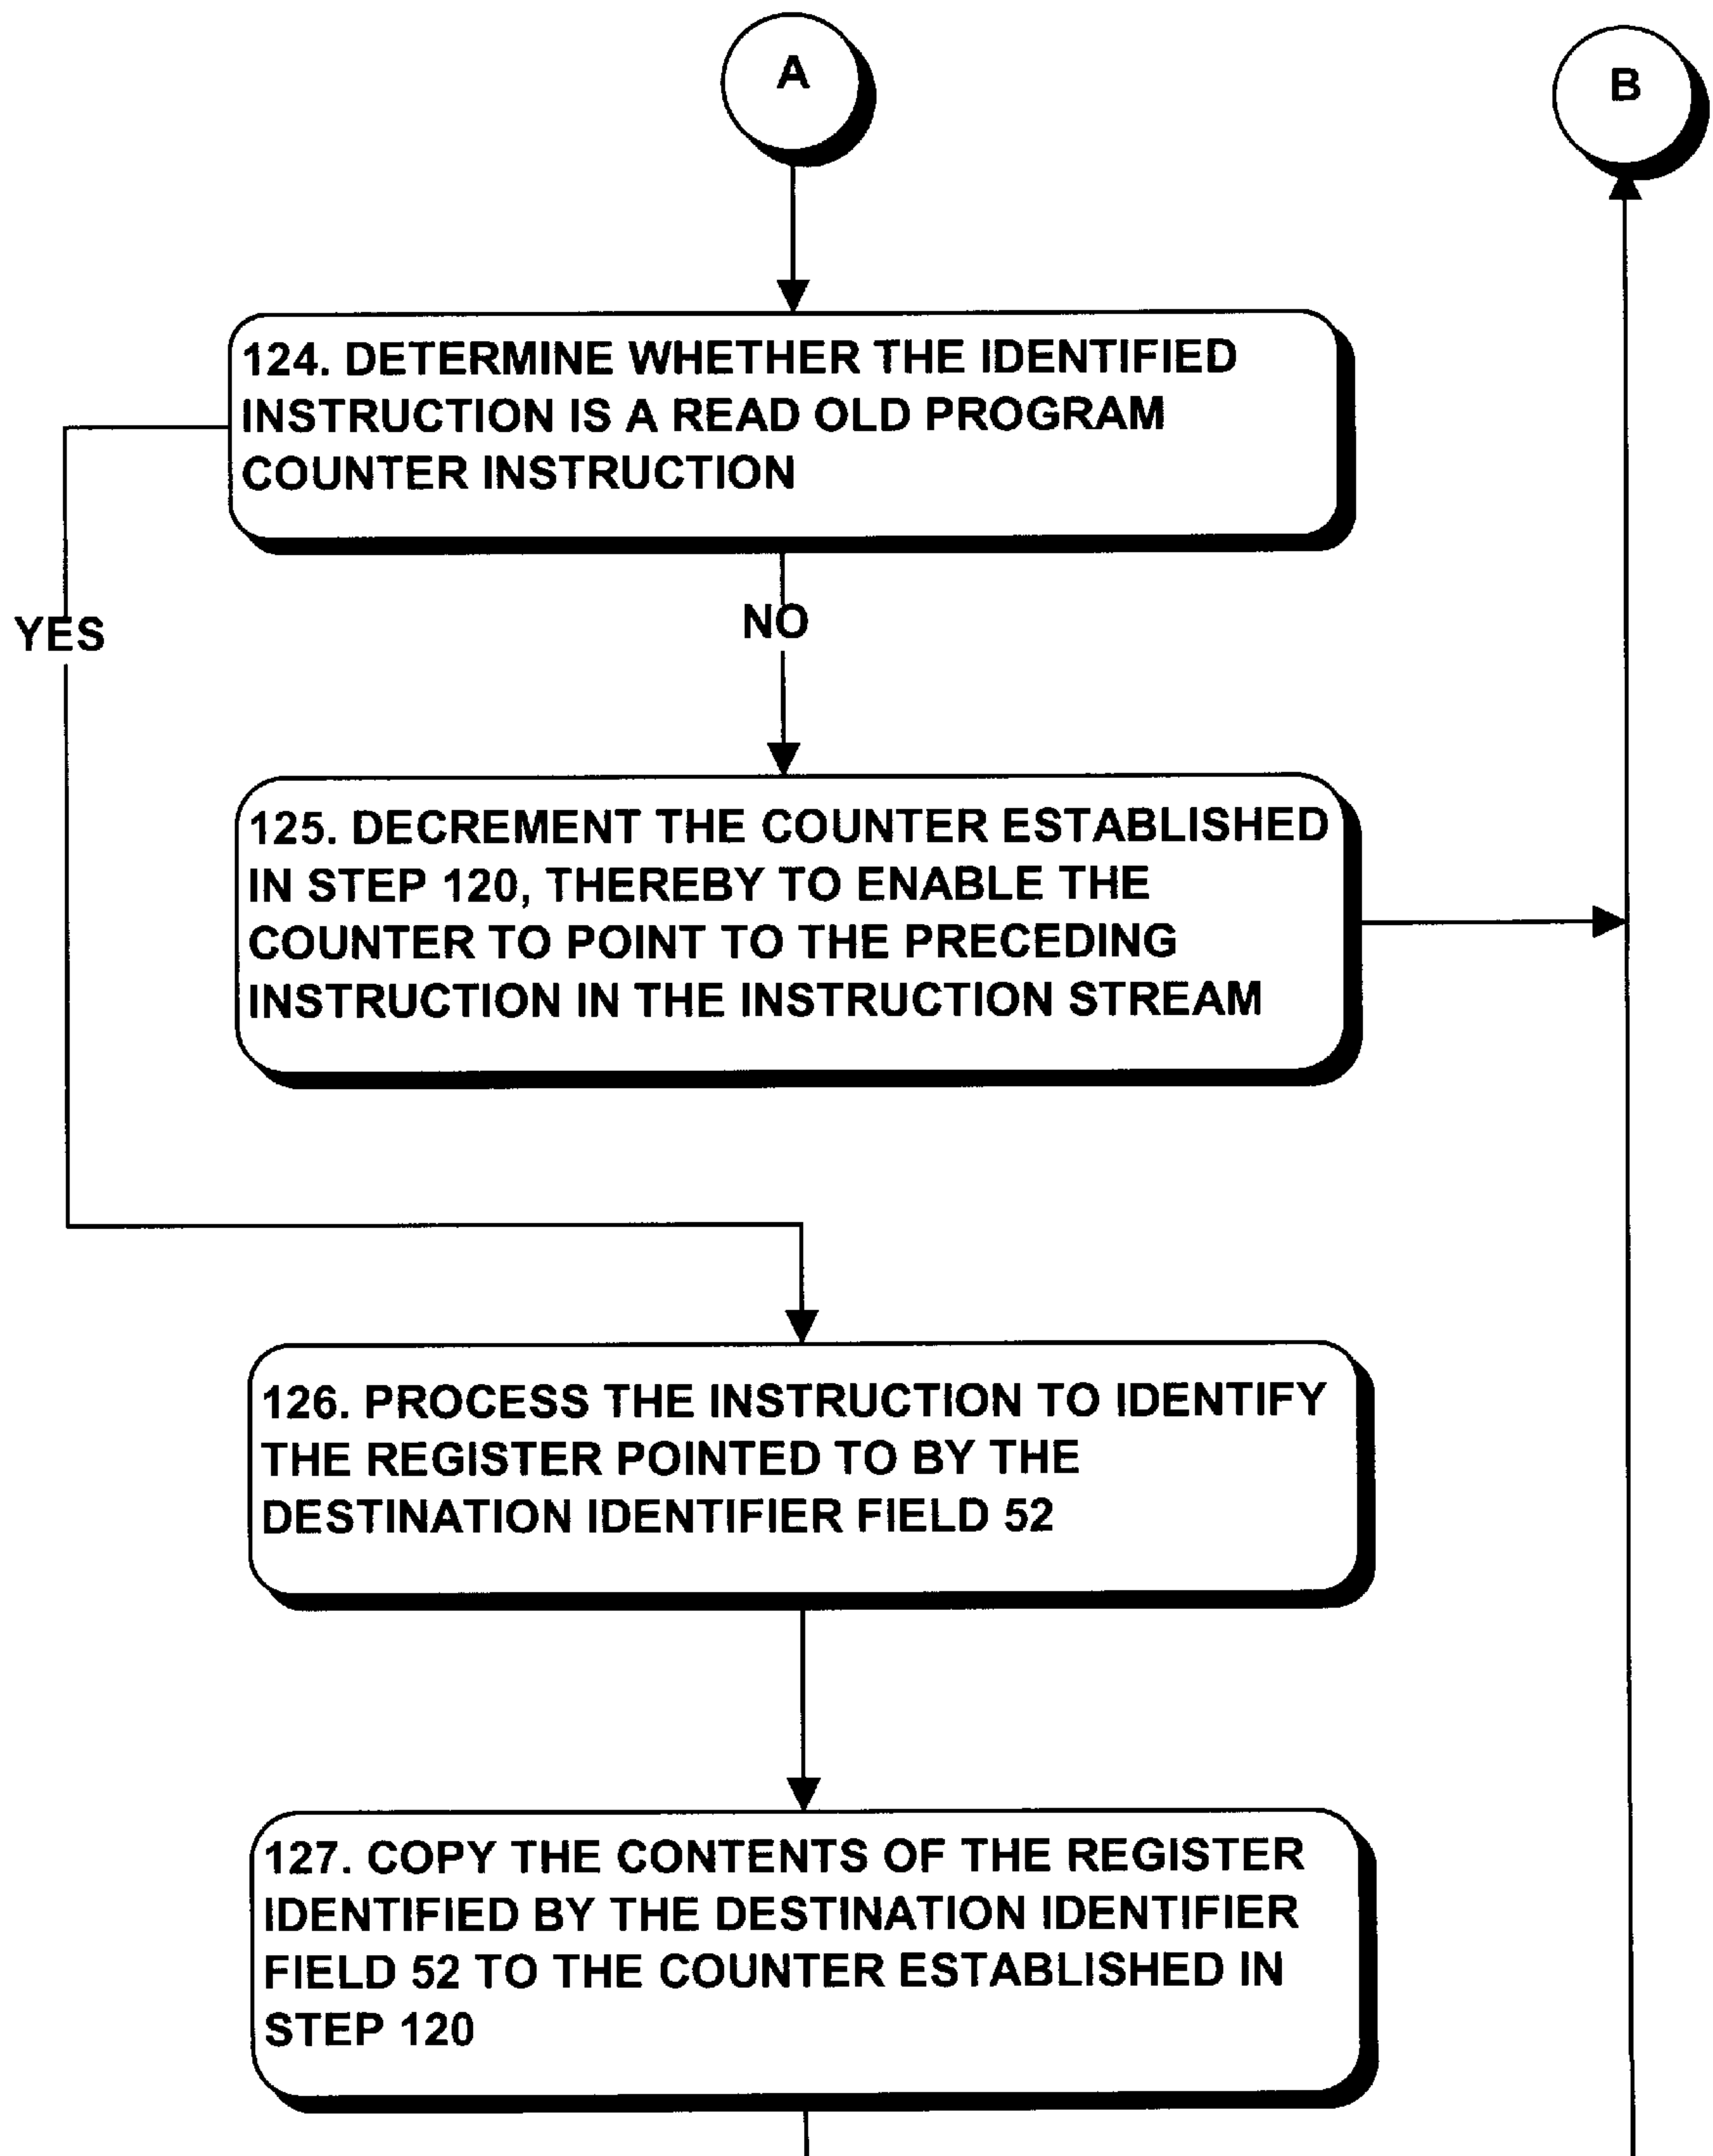 A
B
124. DETERMINE WHETHER THE IDENTIFIED
INSTRUCTION IS A READ OLD PROGRAM
COUNTER INSTRUCTION
YES
NO
125. DECREMENT THE COUNTER ESTABLISHED
IN STEP 120, THEREBY TO ENABLE THE
COUNTER TO POINT TO THE PRECEDING
INSTRUCTION IN THE INSTRUCTION STREAM
126. PROCESS THE INSTRUCTION TO IDENTIFY
THE REGISTER POINTED TO BY THE
DESTINATION IDENTIFIER FIELD 52
127. COPY THE CONTENTS OF THE REGISTER
IDENTIFIED BY THE DESTINATION IDENTIFIER
FIELD 52 TO THE COUNTER ESTABLISHED IN
STEP 120